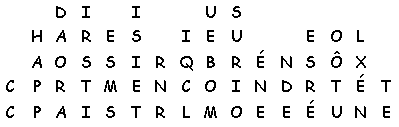 D I I U S
H A R E S I E U E O L
A O S S I R Q B R É N S Ô X
C P R T M E N C O I N D R T É T
C P A I S T R L M O E E É U N E